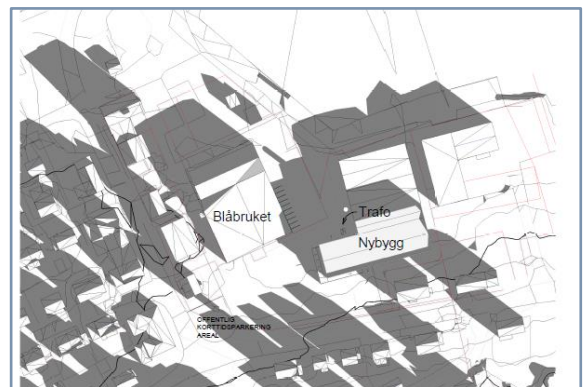 Blåbruket
Trafo
Nybygg
OFFENTLIG
KORTTIDSPARKERING
AREAL